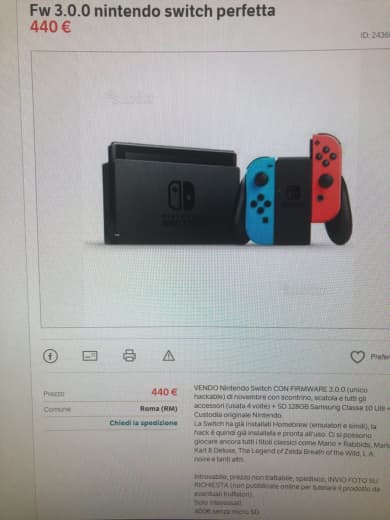 Fw 3.0.0 nintendo switch perfetta
440 €
ID: 2436
Prefer
Prezzo
440 €
Comune
Roma (RM)
Chiedi la spedizione
VENDO Nintendo Switch CON FIRMWARE 3.0.0 (unico
hackable) di novembre con scontrino, scatola e tutti gli
accessori (usata 4 volte) + SD 128GB Samsung Classe 10 U8I +
Custodia originale Nintendo.
La Switch ha già installati Homebrew (emulatori e simili), la
hack è quindi già installata e pronta all'uso. Ci si possono
giocare ancora tutti i titoli classici come Mario + Rabbids, Mario
Kart 8 Deluxe, The Legend of Zelda Breath of the Wild, L.A.
noire e tanti altri.
Introvabile, prezzo non trattabile, spedisco, INVIO FOTO SU
RICHIESTA (non pubblicate online per tutelare il prodotto da
eventuali truffatori).
Solo interessati.
400€ senza micro SD